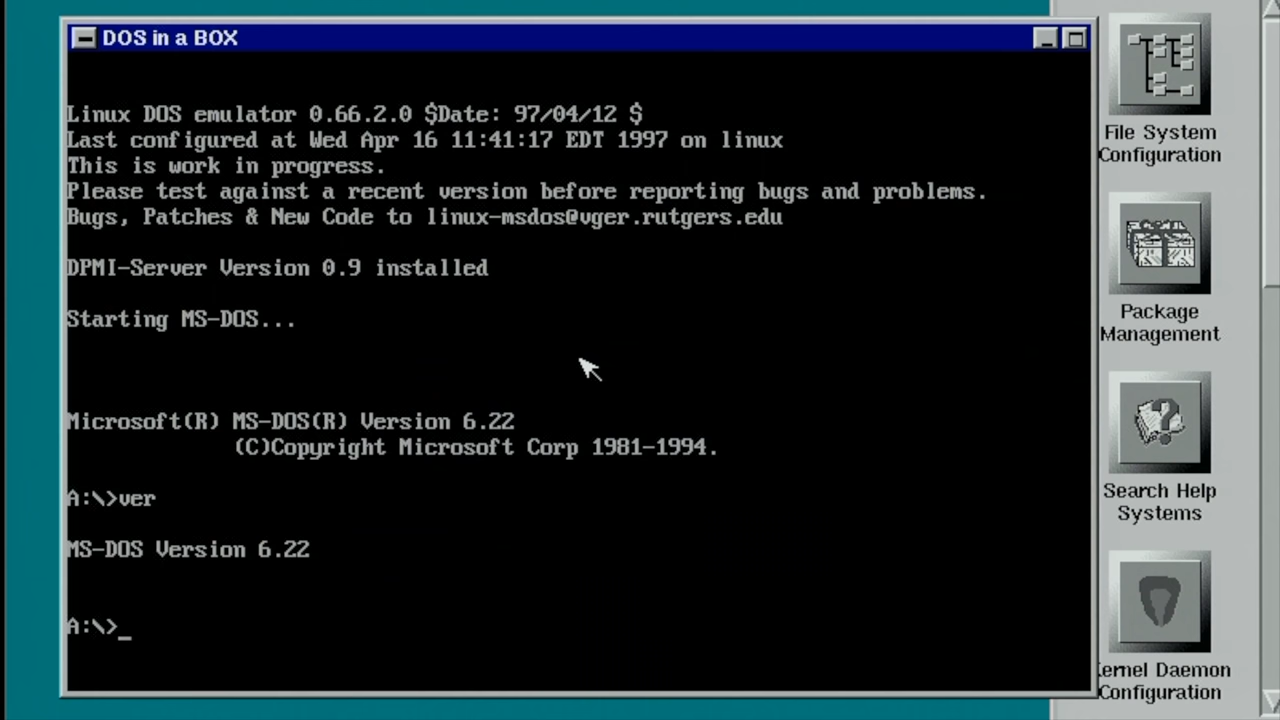 DOS in a BOX
Linux DOS emulator 0.66.2.0 $Date: 97/04/12 $
Last configured at Wed Apr 16 11:41:17 EDT 1997 on linux
This is work in progress.
Please test against a recent version before reporting bugs and problems.
Bugs, Patches & New Code to linux-msdos@vger.rutgers.edu
DPMI-Server Version 0.9 installed
Starting MS-DOS...
Microsoft(R) MS-DOS(R) Version 6.22
(C)Copyright Microsoft Corp 1981-1994.
A:\>ver
MS-DOS Version 6.22
A:\>_
File System
Configuration
Package
Management
Search Help
Systems
Kernel Daemon
Configuration